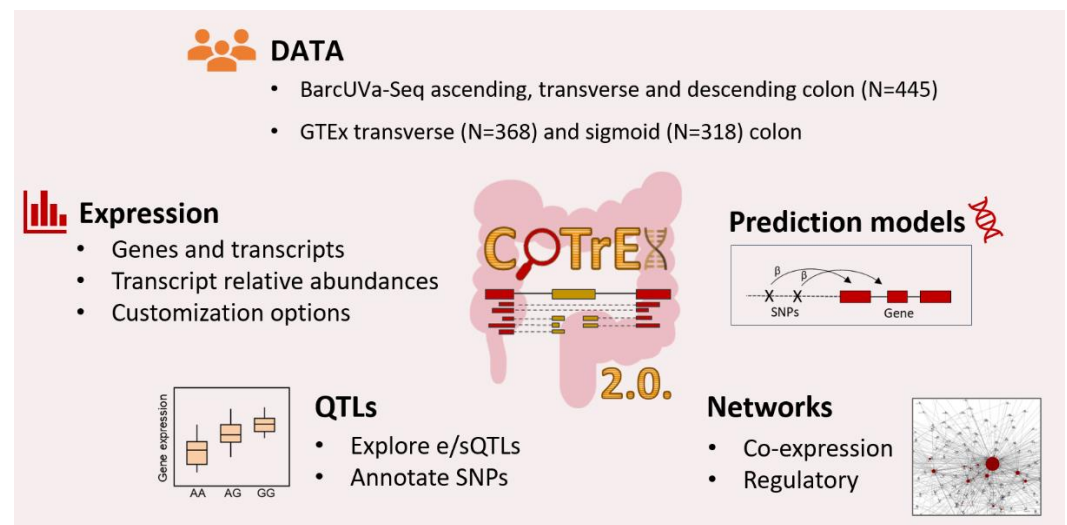 DATA
• BarcUVa-Seq ascending, transverse and descending colon (N=445)
• GTEx transverse (N=368) and sigmoid (N=318) colon
Expression
• Genes and transcripts
• Transcript relative abundances
• Customization options
CoTrEx
2.0.
Prediction models
β
β
X X
SNPs
Gene
Gene expression
AA AG GG
QTLs
• Explore e/sQTLs
• Annotate SNPs
Networks
• Co-expression
• Regulatory